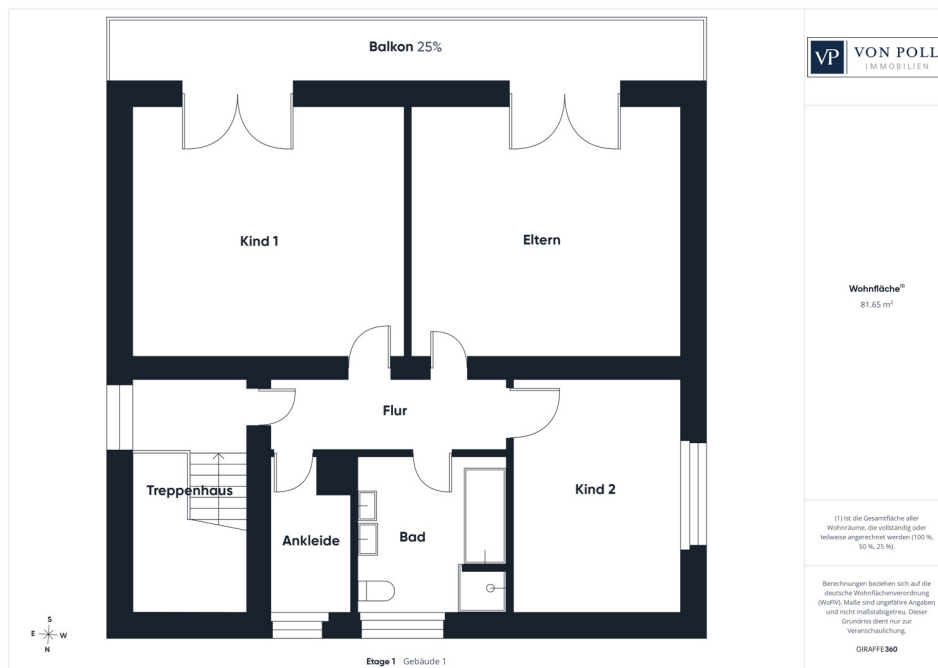 Balkon 25%
VP VON POLL
IMMOBILIEN
Kind 1
Eltern
Wohnfläche(1)
81.65 m²
Flur
Treppenhaus
Kind 2
Ankleide
Bad
(1) ist die Gesamtfläche aller
Wohnräume, die vollständig oder
teilweise angerechnet werden (100 %,
50 %, 25 %).
Berechnungen beziehen sich auf die
deutsche Wohnflächenverordnung
(WoFlV). Maße sind ungefähre Angaben
und nicht maßstabsgetreu. Dieser
Grundriss dient nur zur
Veranschaulichung.
GIRAFFE360
S
E W
N
Etage 1 Gebäude 1